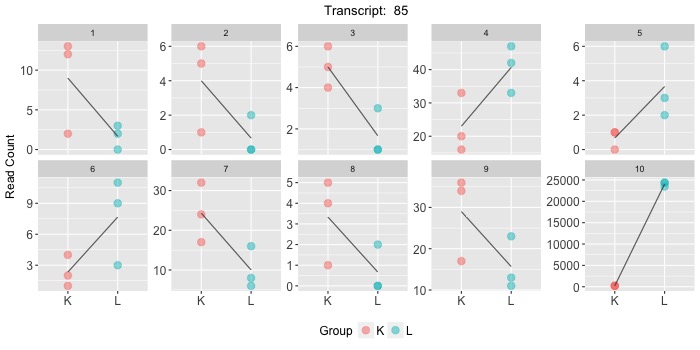 Transcript: 85
1 2 3 4 5
10 5 0
6 4 2 0
6 4 2
40 30 20
6 4 2 0
Read Count
6 7 8 9 10
9 6 3
30 20 10
5 4 3 2 1 0
30 20 10
25000 20000 15000 10000 5000 0
K L K L K L K L K L
Group K L